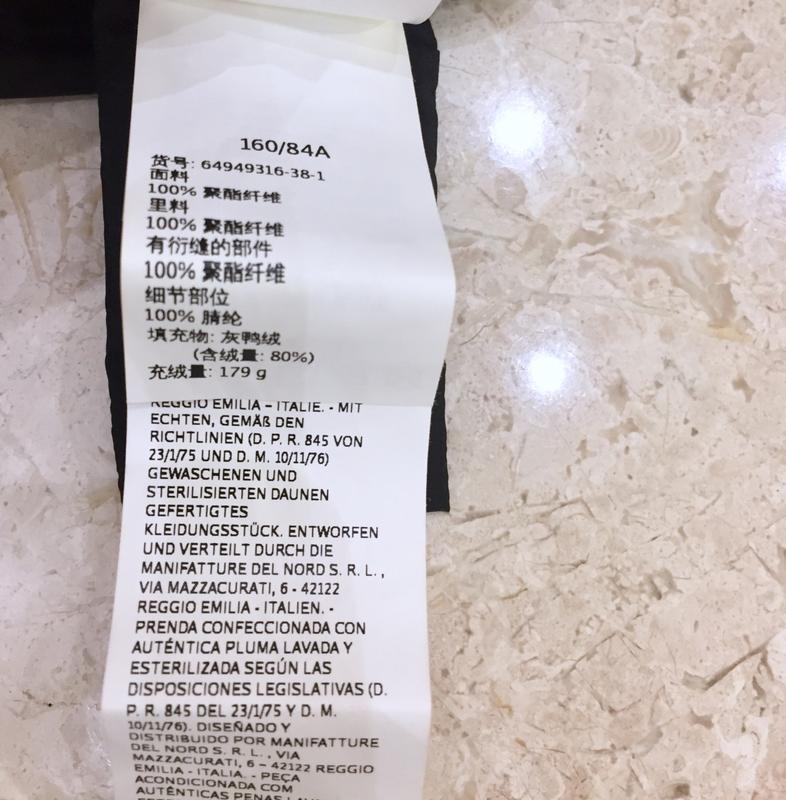 160/84A
货号: 64949316-38-1
面料
100% 聚酯纤维
里料
100% 聚酯纤维
有衍缝的部件
100% 聚酯纤维
细节部位
100% 腈纶
填充物: 灰鸭绒
(含绒量: 80%)
充绒量: 179 g
REGGIO EMILIA - ITALIE. - MIT
ECHTEN, GEMÄß DEN
RICHTLINIEN (D. P. R. 845 VON
23/1/75 UND D. M. 10/11/76)
GEWASCHENEN UND
STERILISIERTEN DAUNEN
GEFERTIGTES
KLEIDUNGSSTÜCK. ENTWORFEN
UND VERTEILT DURCH DIE
MANIFATTURE DEL NORD S. R. L. ,
VIA MAZZACURATI, 6 - 42122
REGGIO EMILIA - ITALIEN. -
PRENDA CONFECCIONADA CON
AUTÉNTICA PLUMA LAVADA Y
ESTERILIZADA SEGÚN LAS
DISPOSICIONES LEGISLATIVAS (D.
P. R. 845 DEL 23/1/75 Y D. M.
10/11/76). DISEÑADO Y
DISTRIBUIDO POR MANIFATTURE
DEL NORD S. R. L. , VIA
MAZZACURATI, 6 - 42122 REGGIO
EMILIA - ITALIA. - PEÇA
ACONDICIONADA COM
AUTÊNTICAS PENAS